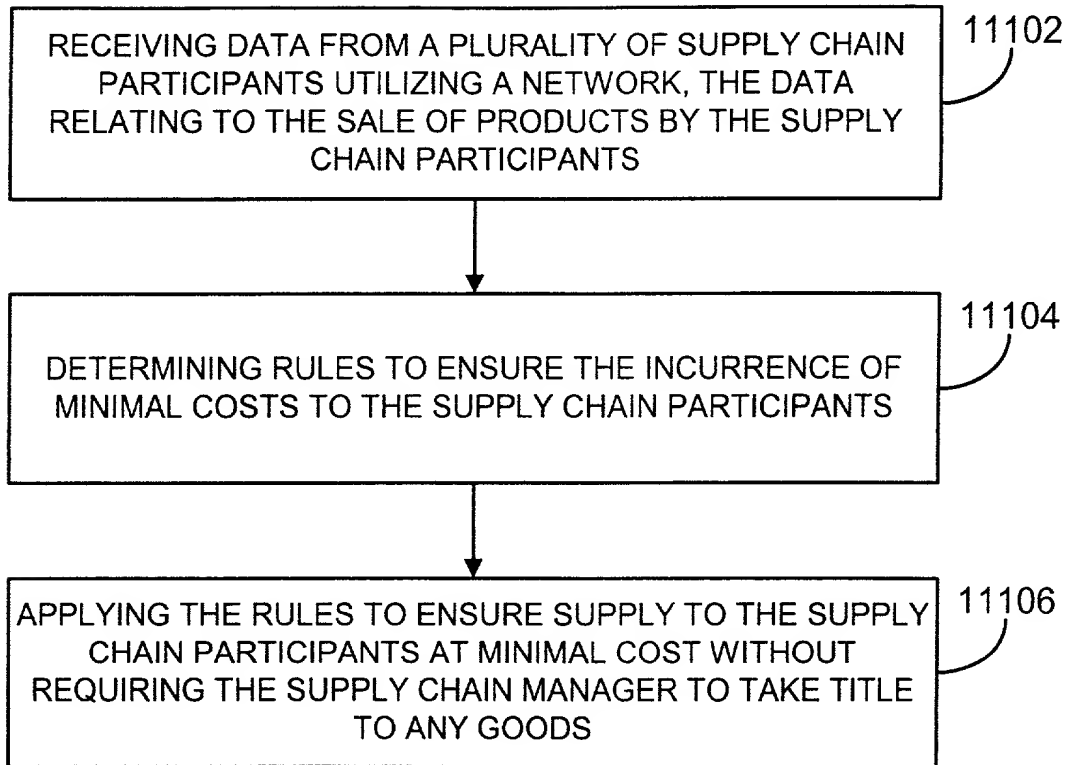 RECEIVING DATA FROM A PLURALITY OF SUPPLY CHAIN
PARTICIPANTS UTILIZING A NETWORK, THE DATA
RELATING TO THE SALE OF PRODUCTS BY THE SUPPLY
CHAIN PARTICIPANTS
11102
DETERMINING RULES TO ENSURE THE INCURRENCE OF
MINIMAL COSTS TO THE SUPPLY CHAIN PARTICIPANTS
11104
APPLYING THE RULES TO ENSURE SUPPLY TO THE SUPPLY
CHAIN PARTICIPANTS AT MINIMAL COST WITHOUT
REQUIRING THE SUPPLY CHAIN MANAGER TO TAKE TITLE
TO ANY GOODS
11106